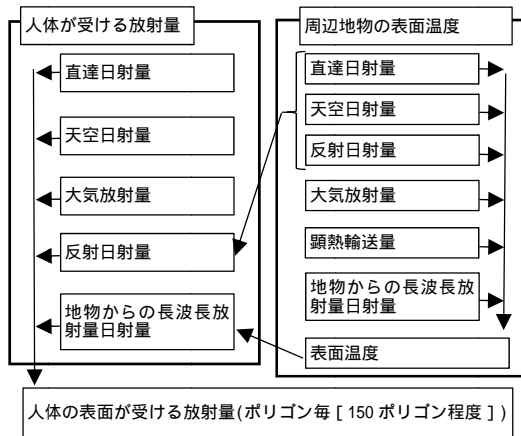 人体が受ける放射量
直達日射量
天空日射量
大気放射量
反射日射量
地物からの長波長放
射量日射量
周辺地物の表面温度
直達日射量
天空日射量
反射日射量
大気放射量
顕熱輸送量
地物からの長波長放
射量日射量
表面温度
人体の表面が受ける放射量(ポリゴン毎［150 ポリゴン程度］)